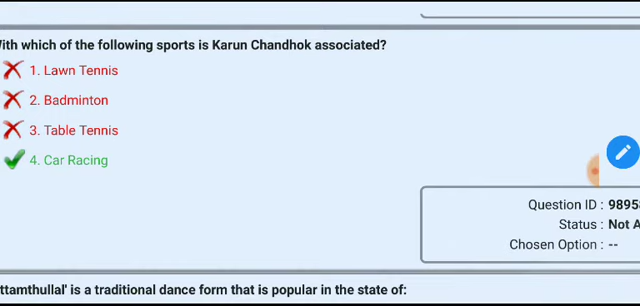 With which of the following sports is Karun Chandhok associated?
1. Lawn Tennis
2. Badminton
3. Table Tennis
4. Car Racing
Question ID : 9895
Status : Not A
Chosen Option : --
ttamthullal' is a traditional dance form that is popular in the state of: